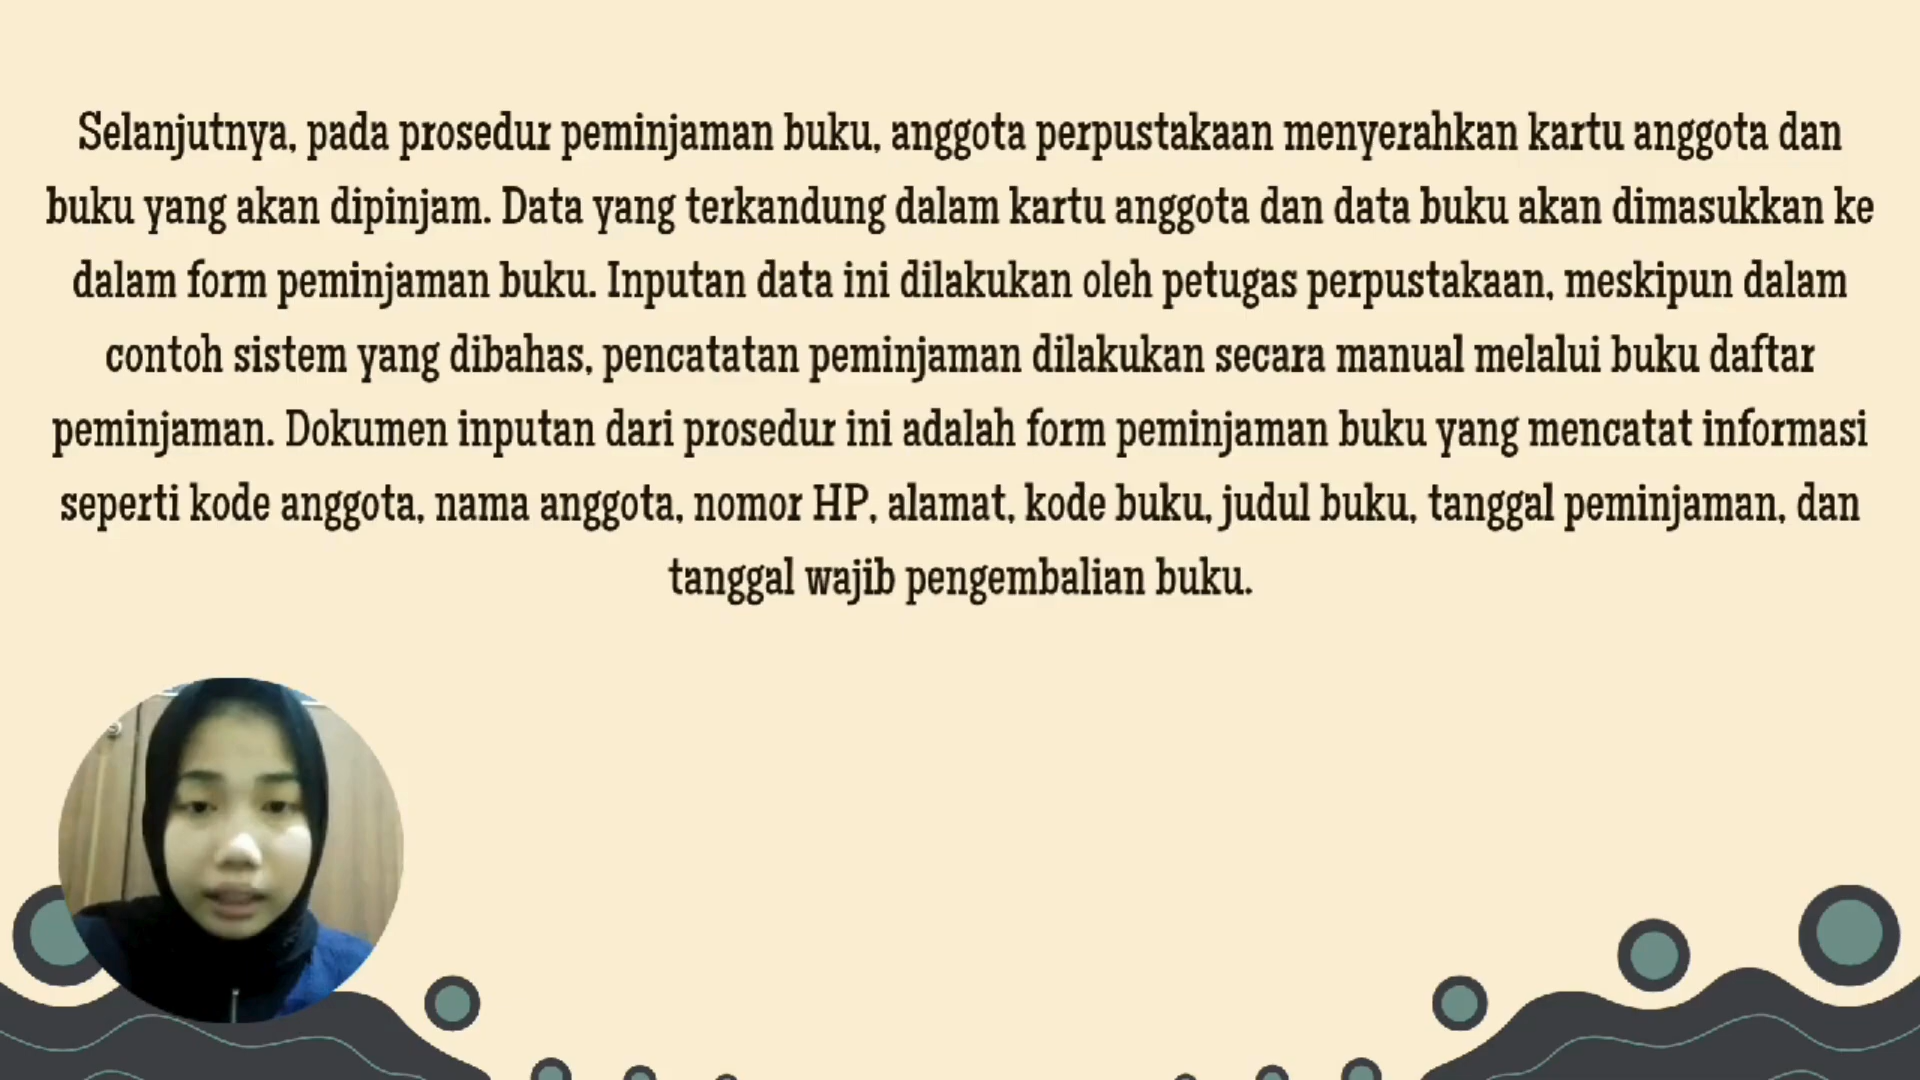 Selanjutnya, pada prosedur peminjaman buku, anggota perpustakaan menyerahkan kartu anggota dan
buku yang akan dipinjam. Data yang terkandung dalam kartu anggota dan data buku akan dimasukkan ke
dalam form peminjaman buku. Inputan data ini dilakukan oleh petugas perpustakaan, meskipun dalam
contoh sistem yang dibahas, pencatatan peminjaman dilakukan secara manual melalui buku daftar
peminjaman. Dokumen inputan dari prosedur ini adalah form peminjaman buku yang mencatat informasi
seperti kode anggota, nama anggota, nomor HP, alamat, kode buku, judul buku, tanggal peminjaman, dan
tanggal wajib pengembalian buku.